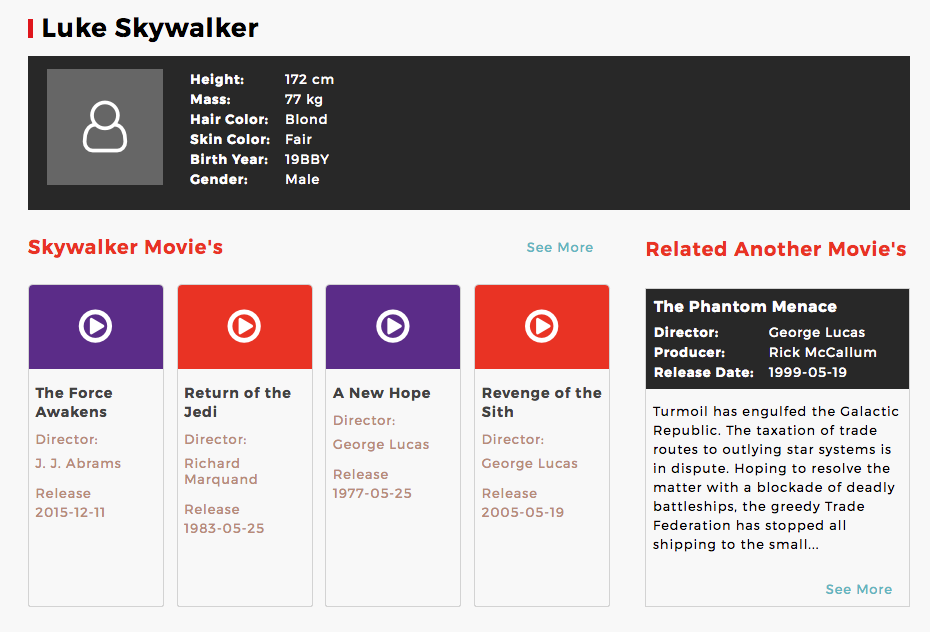 Luke Skywalker
Height: 172 cm
Mass: 77 kg
Hair Color: Blond
Skin Color: Fair
Birth Year: 19BBY
Gender: Male
Skywalker Movie's
See More
The Force
Awakens
Director:
J. J. Abrams
Release
2015-12-11
Return of the
Jedi
Director:
Richard
Marquand
Release
1983-05-25
A New Hope
Director:
George Lucas
Release
1977-05-25
Revenge of the
Sith
Director:
George Lucas
Release
2005-05-19
Related Another Movie's
The Phantom Menace
Director: George Lucas
Producer: Rick McCallum
Release Date: 1999-05-19
Turmoil has engulfed the Galactic
Republic. The taxation of trade
routes to outlying star systems is
in dispute. Hoping to resolve the
matter with a blockade of deadly
battleships, the greedy Trade
Federation has stopped all
shipping to the small...
See More